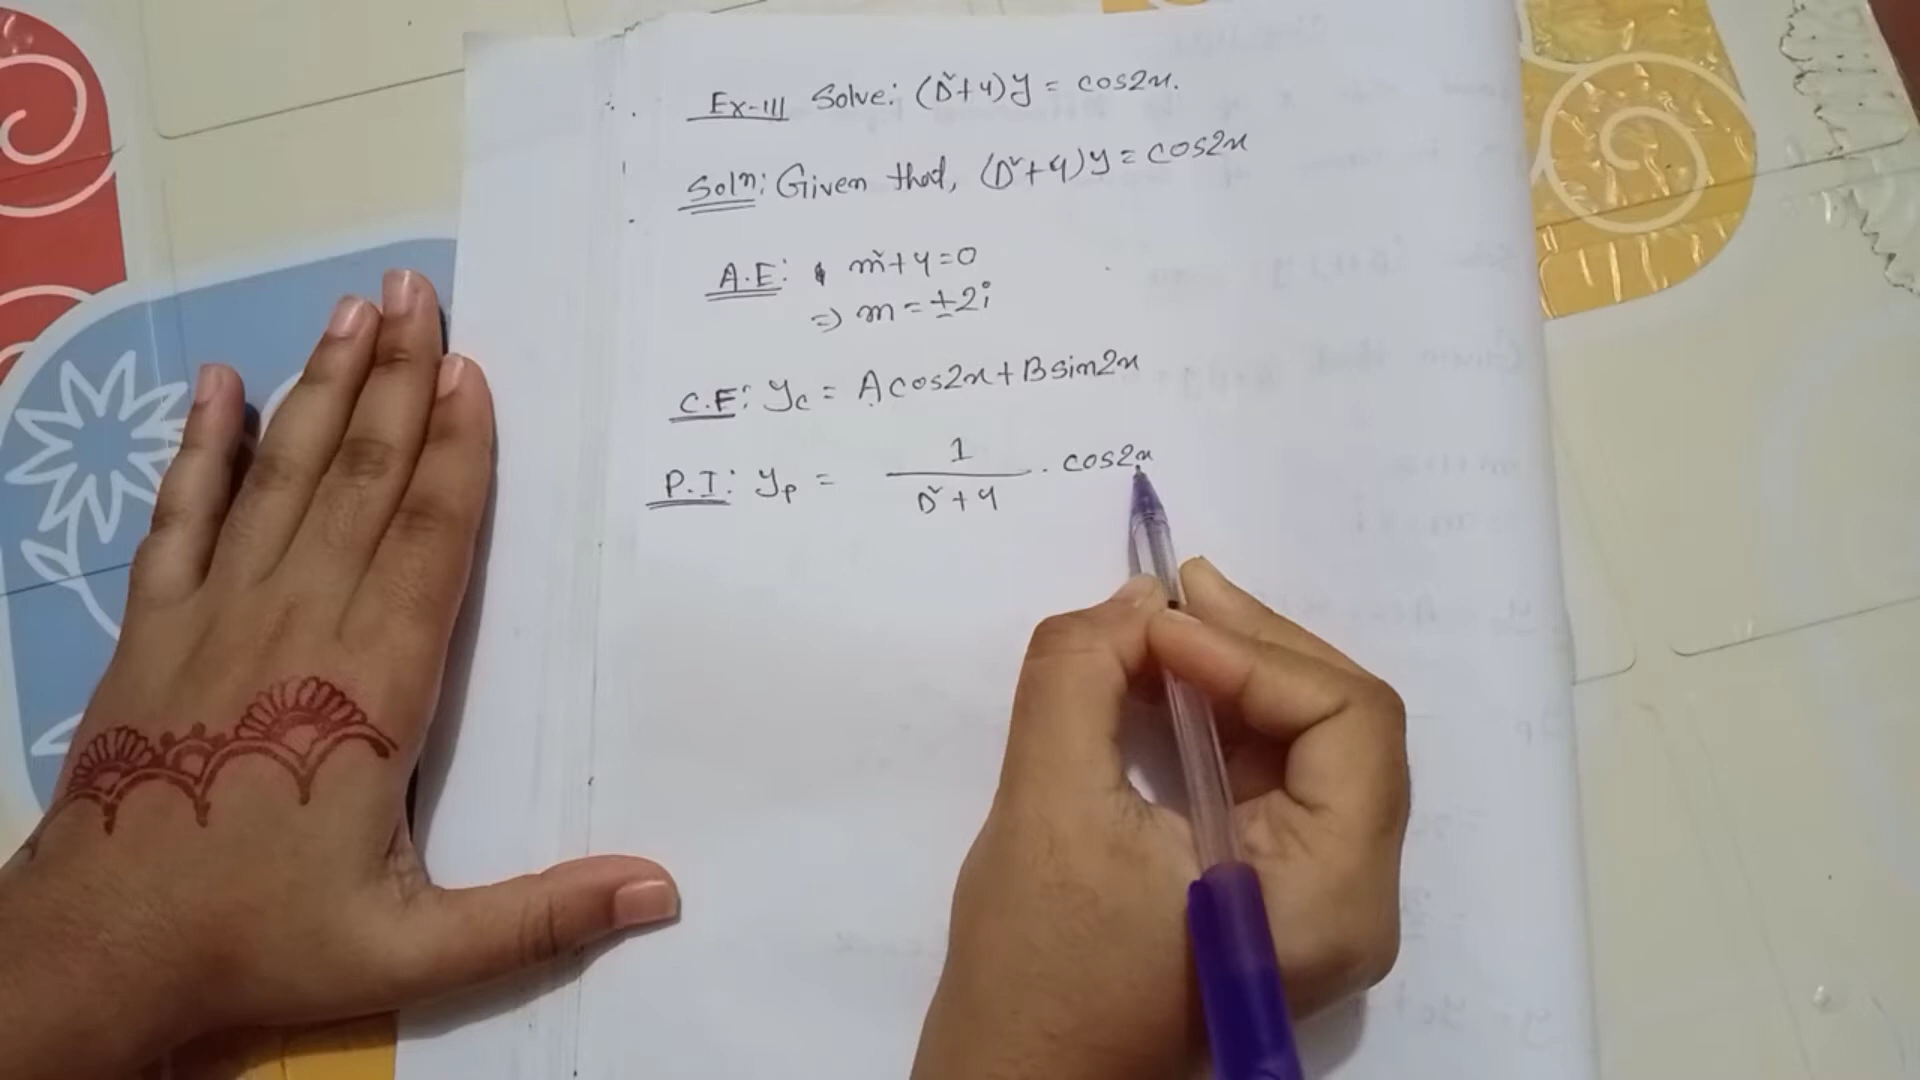 Ex-III Solve: (D²+4)y = cos2x.
Soln: Given that, (D²+4)y = cos2x
A.E: m²+4=0
=> m = ±2i
C.F: yc = Acos2x+Bsin2x
P.I: yp = 1/(D²+4) . cos2x